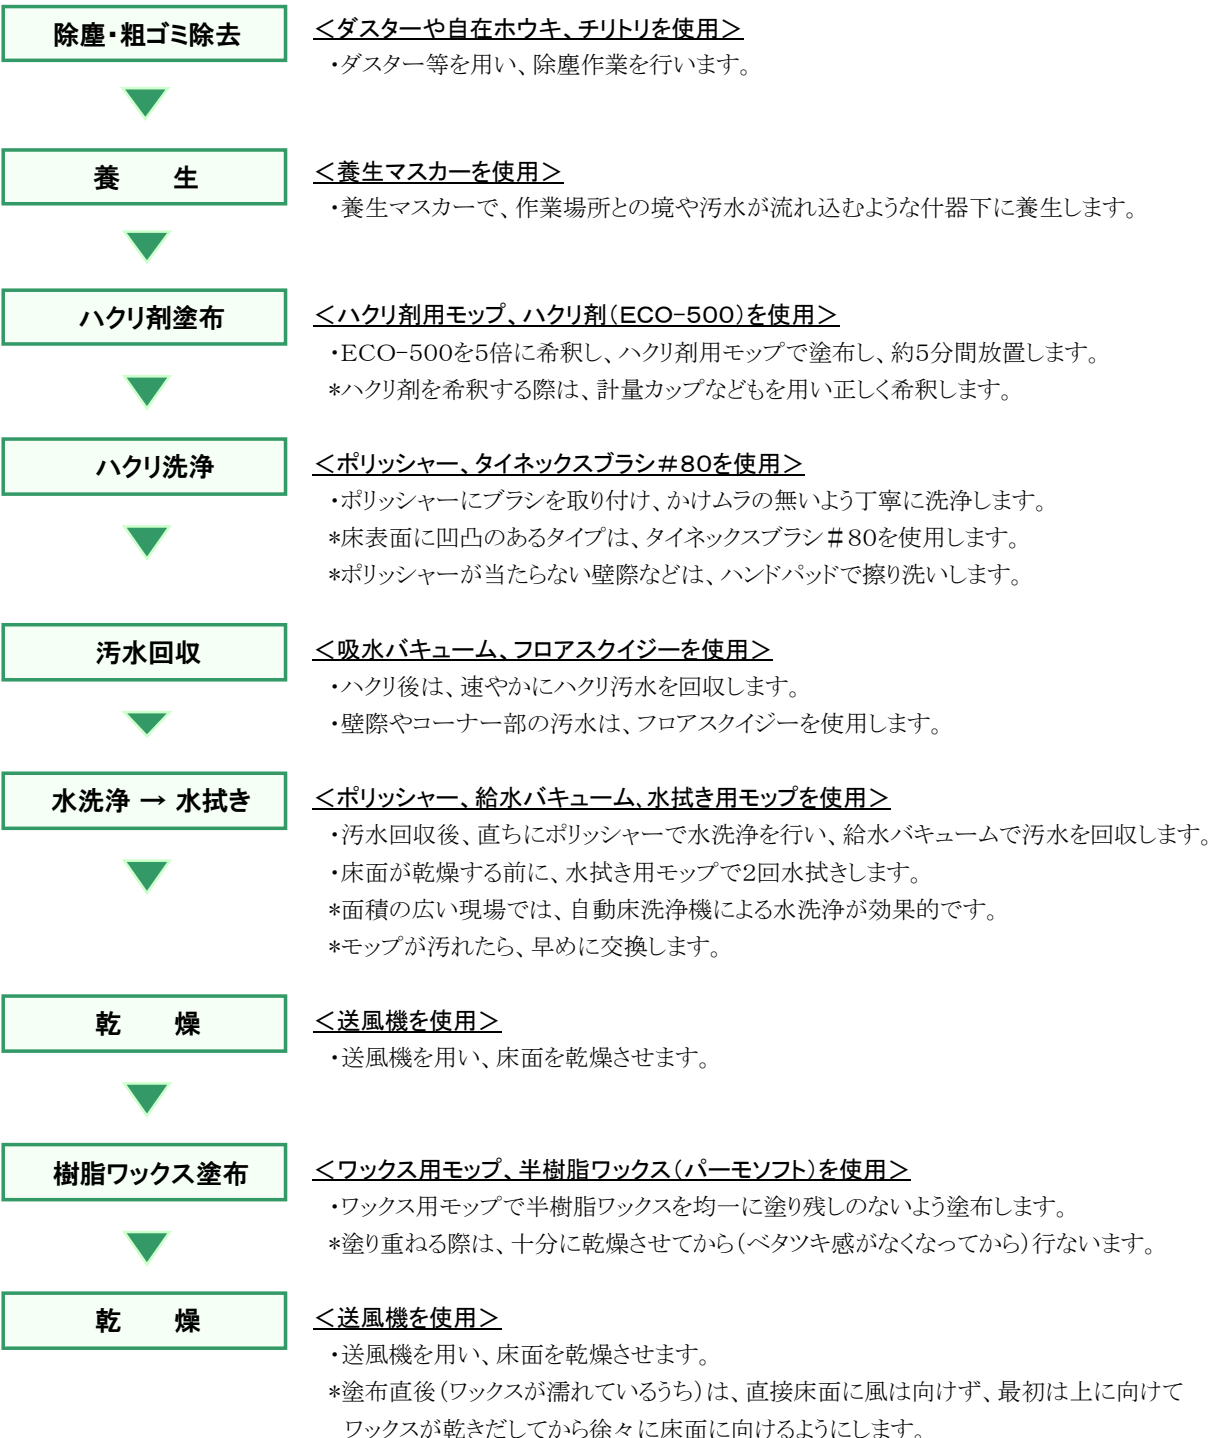 除塵・粗ゴミ除去
＜ダスターや自在ホウキ、チリトリを使用＞
・ダスター等を用い、除塵作業を行います。
養　　生
＜養生マスカーを使用＞
・養生マスカーで、作業場所との境や汚水が流れ込むような什器下に養生します。
ハクリ剤塗布
＜ハクリ剤用モップ、ハクリ剤（ECO-500）を使用＞
・ECO-500を5倍に希釈し、ハクリ剤用モップで塗布し、約5分間放置します。
*ハクリ剤を希釈する際は、計量カップなどもを用い正しく希釈します。
ハクリ洗浄
＜ポリッシャー、タイネックスブラシ＃80を使用＞
・ポリッシャーにブラシを取り付け、かけムラの無いよう丁寧に洗浄します。
*床表面に凹凸のあるタイプは、タイネックスブラシ＃80を使用します。
*ポリッシャーが当たらない壁際などは、ハンドパッドで擦り洗いします。
汚水回収
＜吸水バキューム、フロアスクイジーを使用＞
・ハクリ後は、速やかにハクリ汚水を回収します。
・壁際やコーナー部の汚水は、フロアスクイジーを使用します。
水洗浄 → 水拭き
＜ポリッシャー、給水バキューム、水拭き用モップを使用＞
・汚水回収後、直ちにポリッシャーで水洗浄を行い、給水バキュームで汚水を回収します。
・床面が乾燥する前に、水拭き用モップで2回水拭きします。
*面積の広い現場では、自動床洗浄機による水洗浄が効果的です。
*モップが汚れたら、早めに交換します。
乾　　燥
＜送風機を使用＞
・送風機を用い、床面を乾燥させます。
樹脂ワックス塗布
＜ワックス用モップ、半樹脂ワックス（パーモソフト）を使用＞
・ワックス用モップで半樹脂ワックスを均一に塗り残しのないよう塗布します。
*塗り重ねる際は、十分に乾燥させてから（ベタツキ感がなくなってから）行ないます。
乾　　燥
＜送風機を使用＞
・送風機を用い、床面を乾燥させます。
*塗布直後（ワックスが濡れているうち）は、直接床面に風は向けず、最初は上に向けて
ワックスが乾きだしてから徐々に床面に向けるようにします。